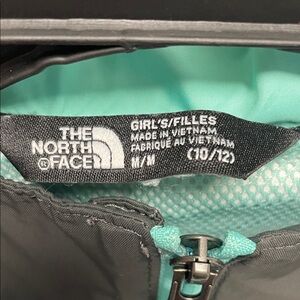 THE
NORTH
FACE
GIRL'S/FILLES
MADE IN VIETNAM
FABRIQUÉ AU VIETNAM
M/M (10/12)